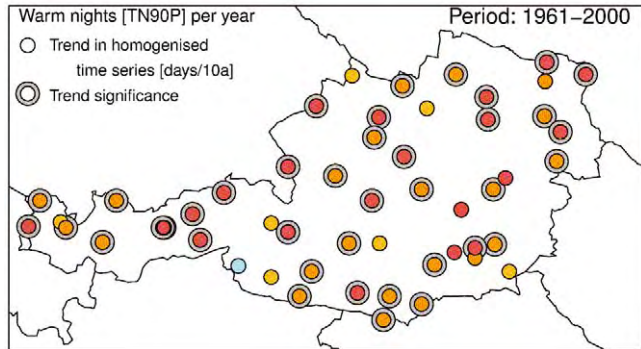 Warm nights [TN90P] per year
Period: 1961–2000
Trend in homogenised
time series [days/10a]
Trend significance